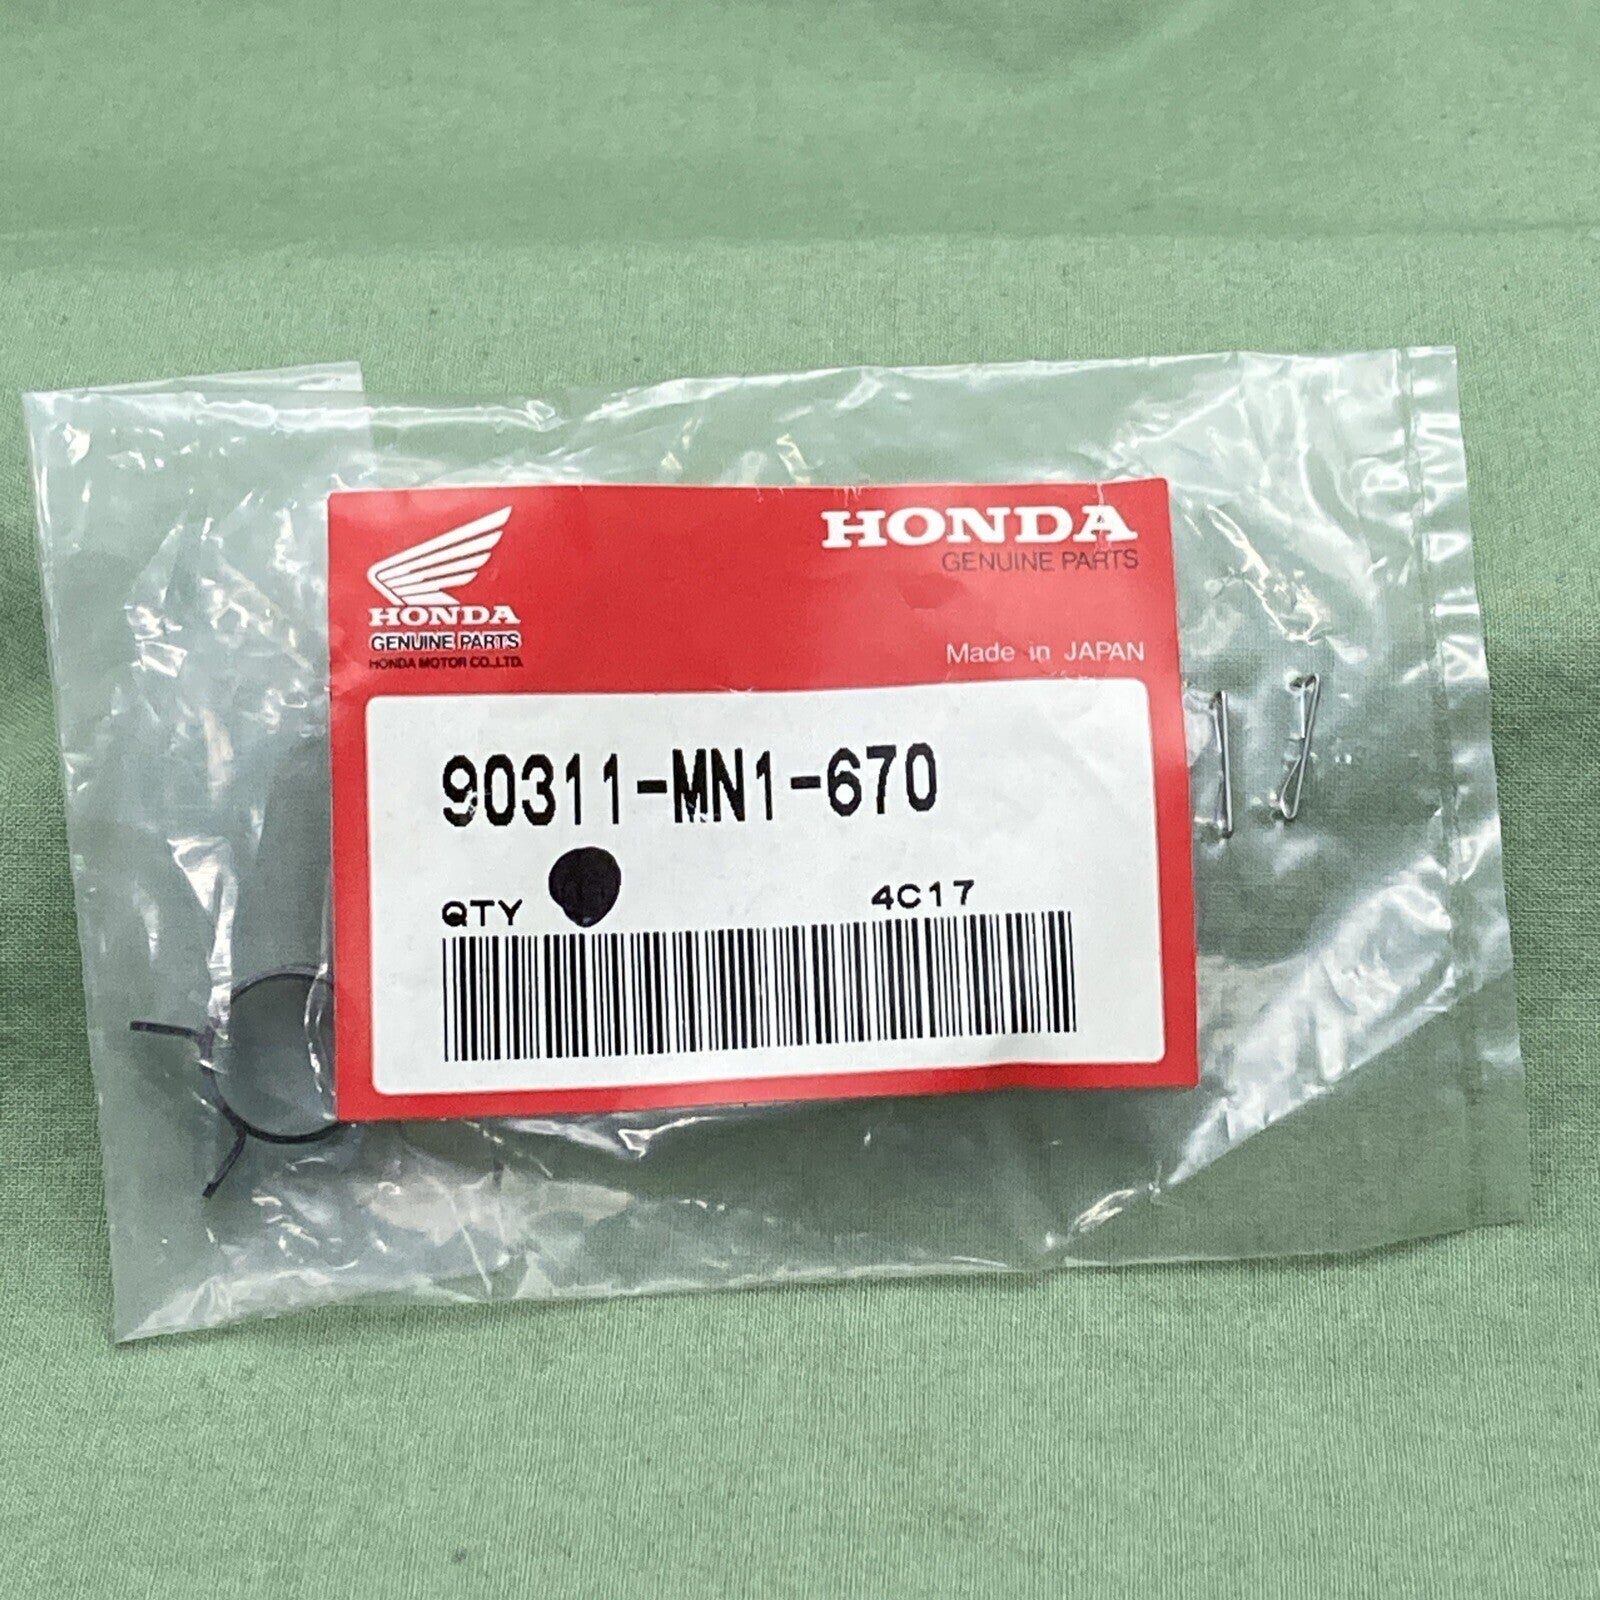 HONDA
GENUINE PARTS
HONDA
GENUINE PARTS
HONDA MOTOR CO.,LTD.
Made in JAPAN
90311-MN1-670
QTY 4C17